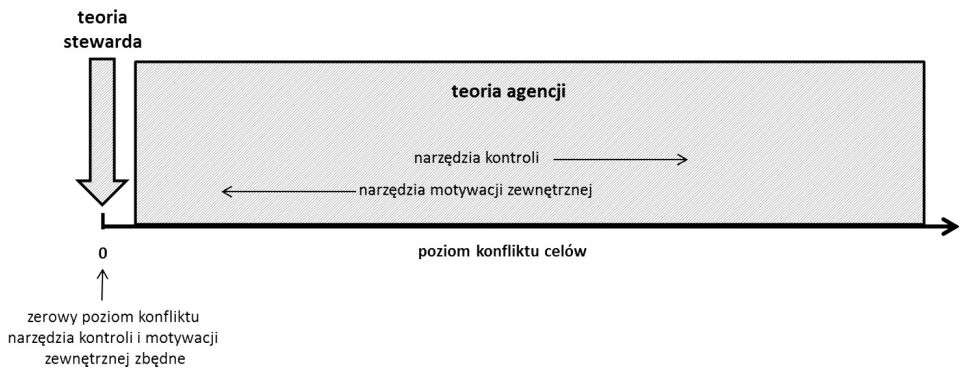 teoria
stewarda
teoria agencji
narzędzia kontroli
narzędzia motywacji zewnętrznej
0
poziom konfliktu celów
zerowy poziom konfliktu
narzędzia kontroli i motywacji
zewnętrznej zbędne